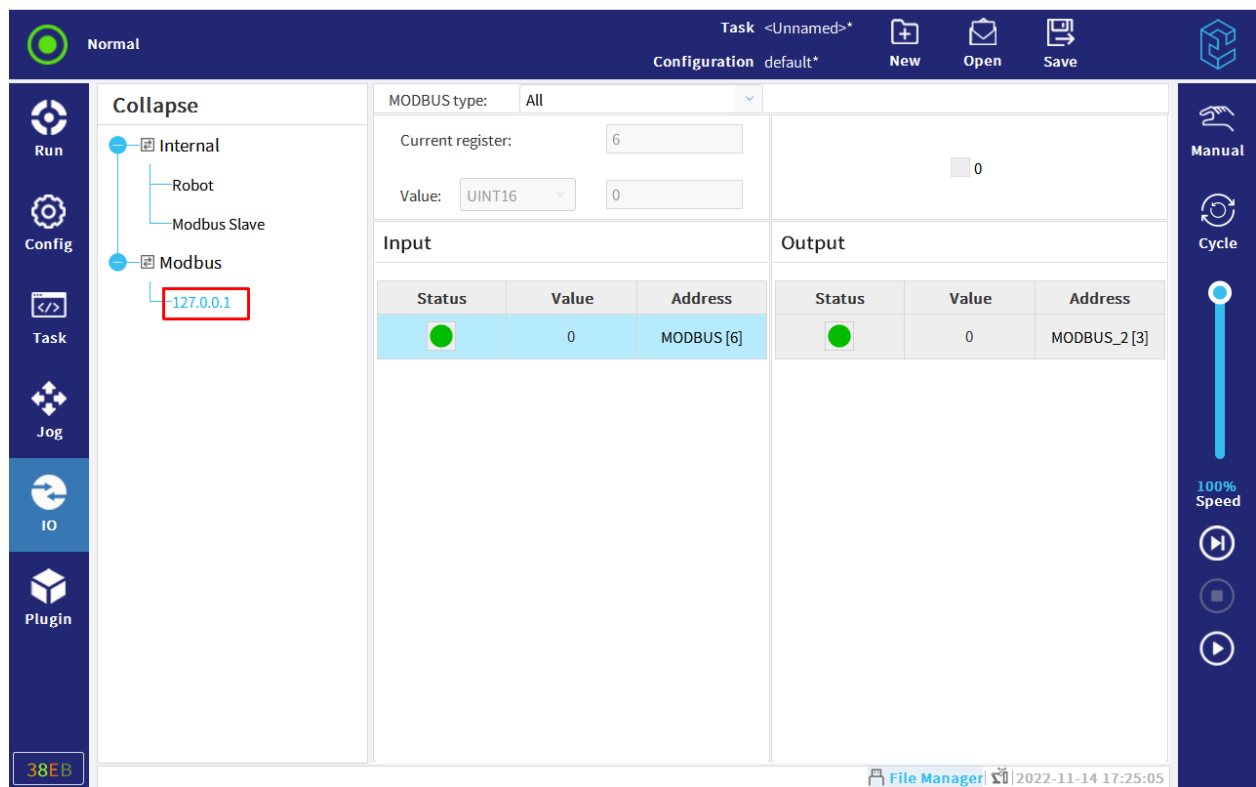 Normal
Task <Unnamed>*
Configuration default*
New
Open
Save
Run
Config
Task
Jog
IO
Plugin
38EB
Collapse
Internal
Robot
Modbus Slave
Modbus
127.0.0.1
MODBUS type: All
Current register: 6
Value: UINT16 0
0
Input
Status Value Address
0 MODBUS [6]
Output
Status Value Address
0 MODBUS_2 [3]
Manual
Cycle
100%
Speed
File Manager 2022-11-14 17:25:05